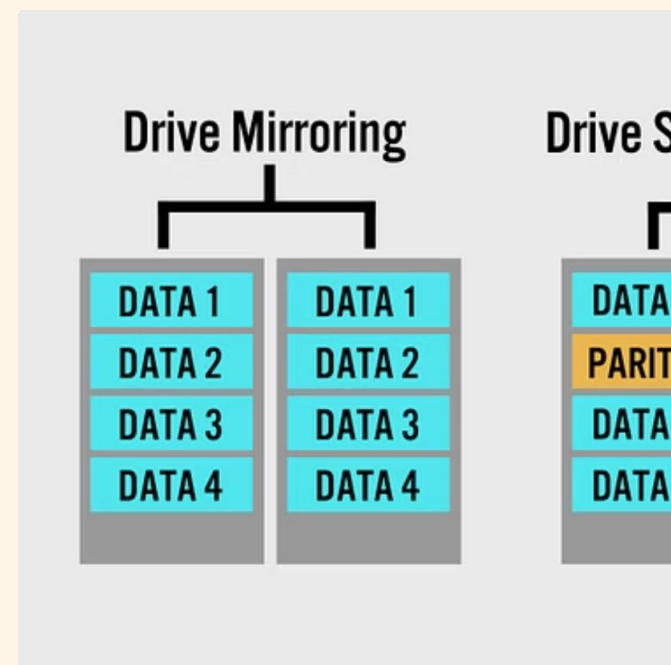 Drive Mirroring
DATA 1
DATA 2
DATA 3
DATA 4
DATA 1
DATA 2
DATA 3
DATA 4
Drive S
DATA
PARIT
DATA
DATA